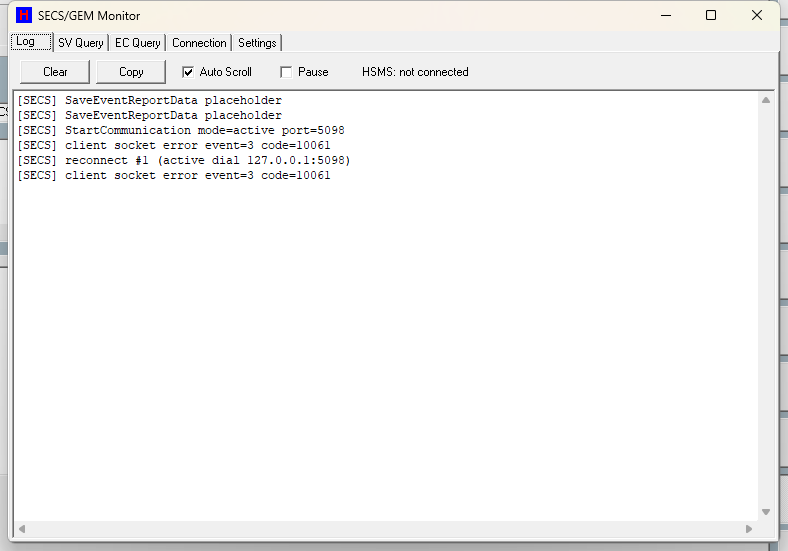 H SECS/GEM Monitor
Log SV Query EC Query Connection Settings
Clear Copy Auto Scroll Pause HSMS: not connected
[SECS] SaveEventReportData placeholder
[SECS] SaveEventReportData placeholder
[SECS] StartCommunication mode=active port=5098
[SECS] client socket error event=3 code=10061
[SECS] reconnect #1 (active dial 127.0.0.1:5098)
[SECS] client socket error event=3 code=10061